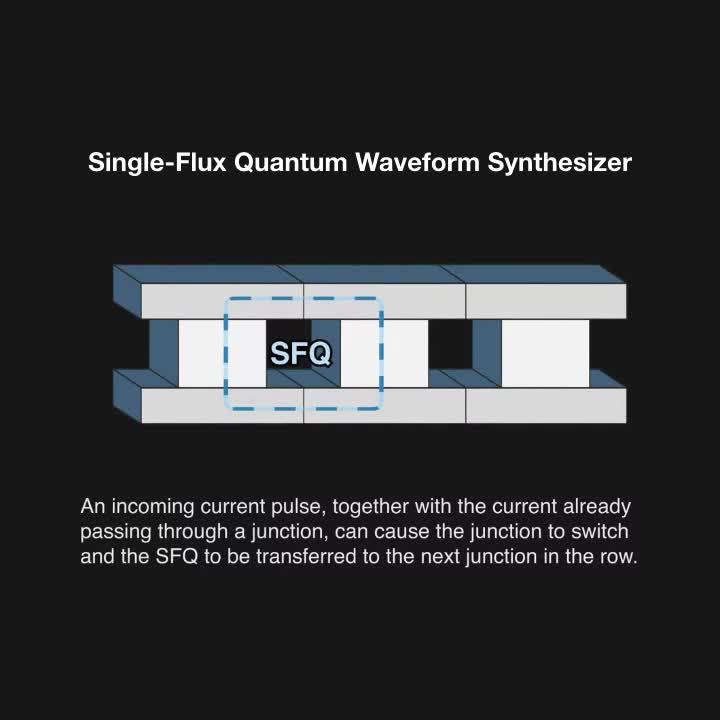 Single-Flux Quantum Waveform Synthesizer
SFQ
An incoming current pulse, together with the current already
passing through a junction, can cause the junction to switch
and the SFQ to be transferred to the next junction in the row.